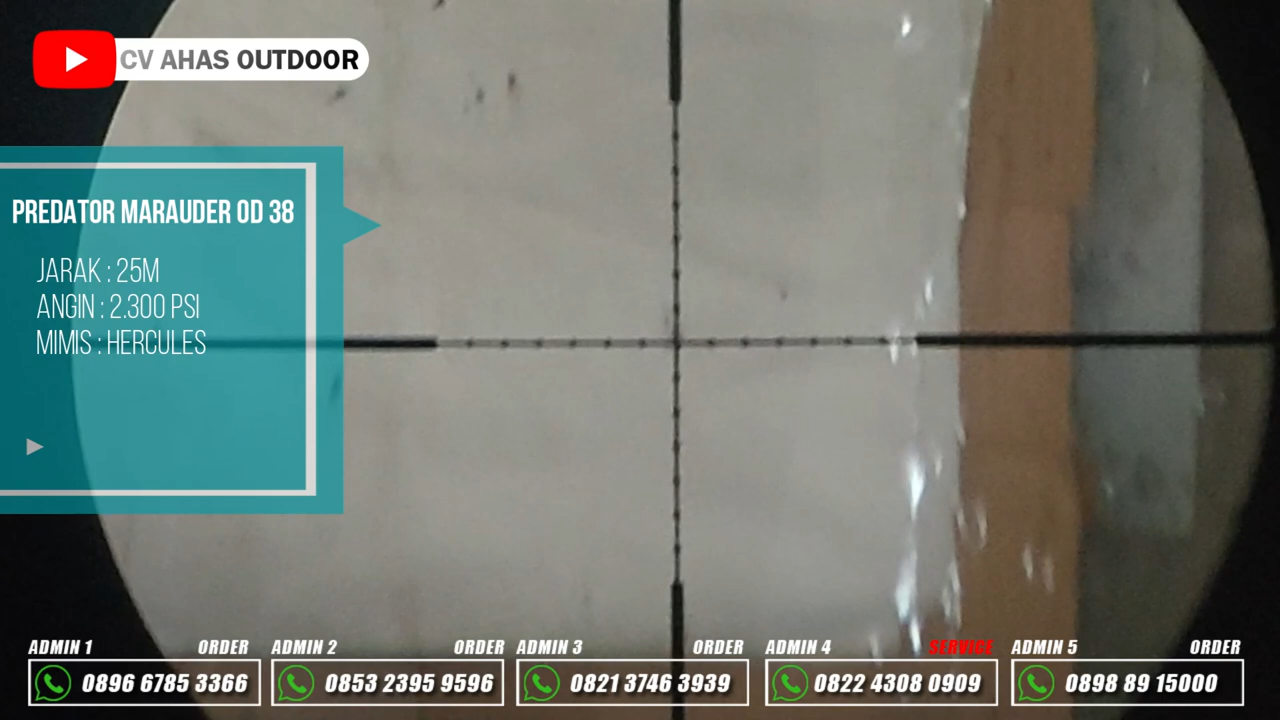 CV AHAS OUTDOOR
PREDATOR MARAUDER OD 38
JARAK : 25M
ANGIN : 2.300 PSI
MIMIS : HERCULES
ADMIN 1 ORDER
0896 6785 3366
ADMIN 2 ORDER
0853 2395 9596
ADMIN 3 ORDER
0821 3746 3939
ADMIN 4 SERVICE
0822 4308 0909
ADMIN 5 ORDER
0898 89 15000